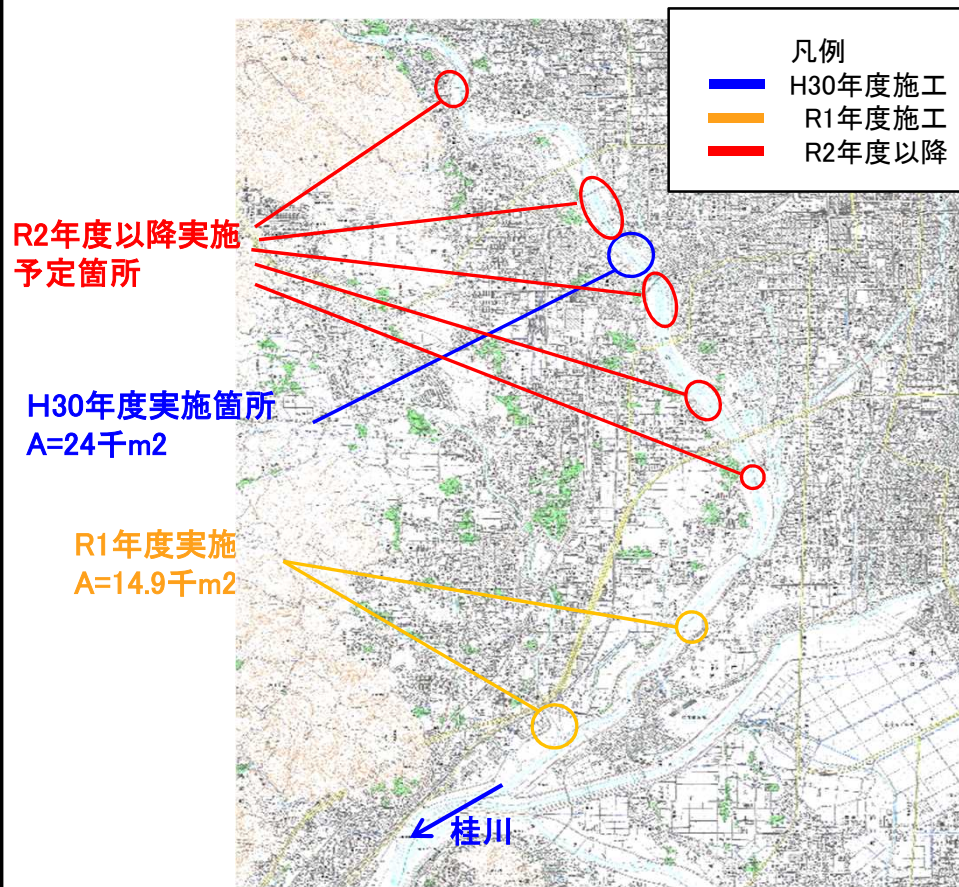 凡例
H30年度施工
R1年度施工
R2年度以降
R2年度以降実施
予定箇所
H30年度実施箇所
A=24千m2
R1年度実施
A=14.9千m2
桂川